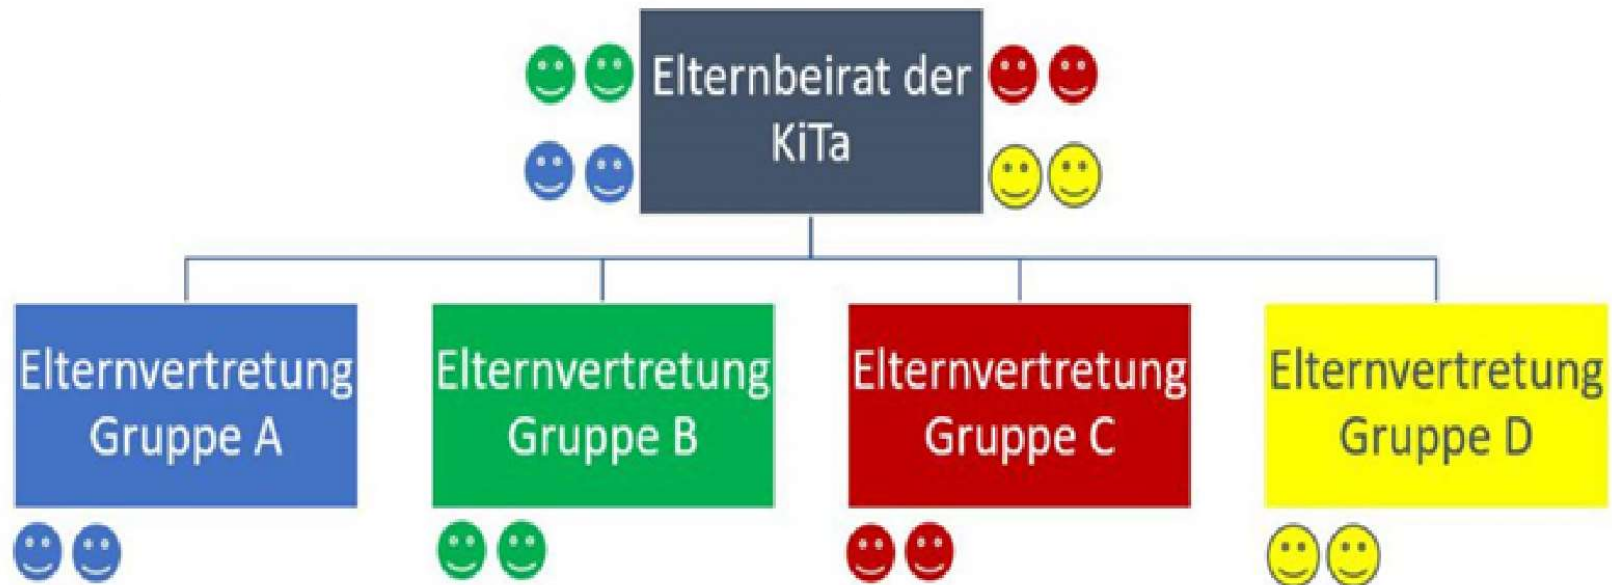 Elternbeirat der
KiTa
Elternvertretung
Gruppe A
Elternvertretung
Gruppe B
Elternvertretung
Gruppe C
Elternvertretung
Gruppe D